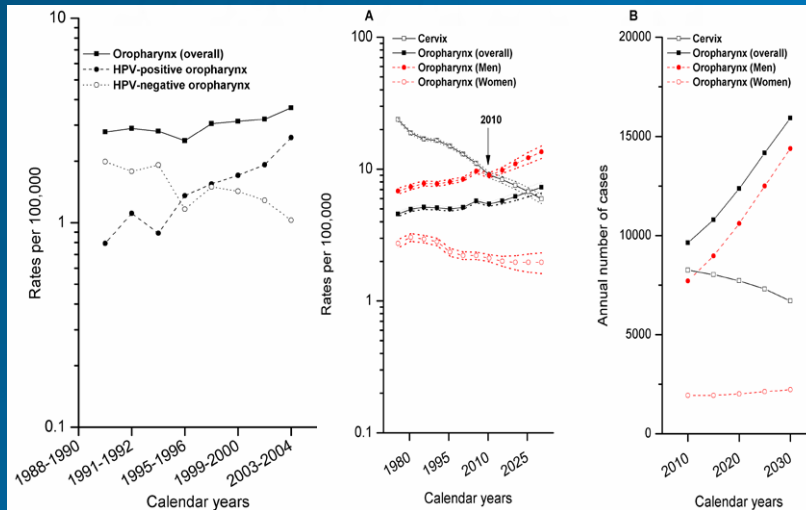 10
1
0.1
Rates per 100,000
Oropharynx (overall)
HPV-positive oropharynx
HPV-negative oropharynx
1988-1990
1991-1992
1995-1996
1999-2000
2003-2004
Calendar years
A
100
10
1
0.1
Rates per 100,000
Cervix
Oropharynx (overall)
Oropharynx (Men)
Oropharynx (Women)
2010
1980
1995
2010
2025
Calendar years
B
20000
15000
10000
7500
5000
0
Annual number of cases
Cervix
Oropharynx (overall)
Oropharynx (Men)
Oropharynx (Women)
2010
2020
2030
Calendar years